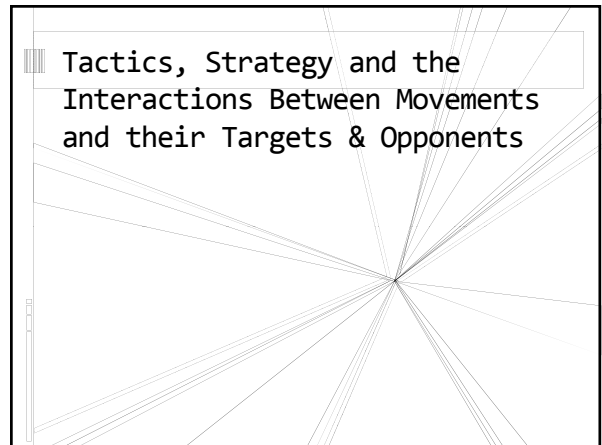 Tactics, Strategy and the
Interactions Between Movements
and their Targets & Opponents